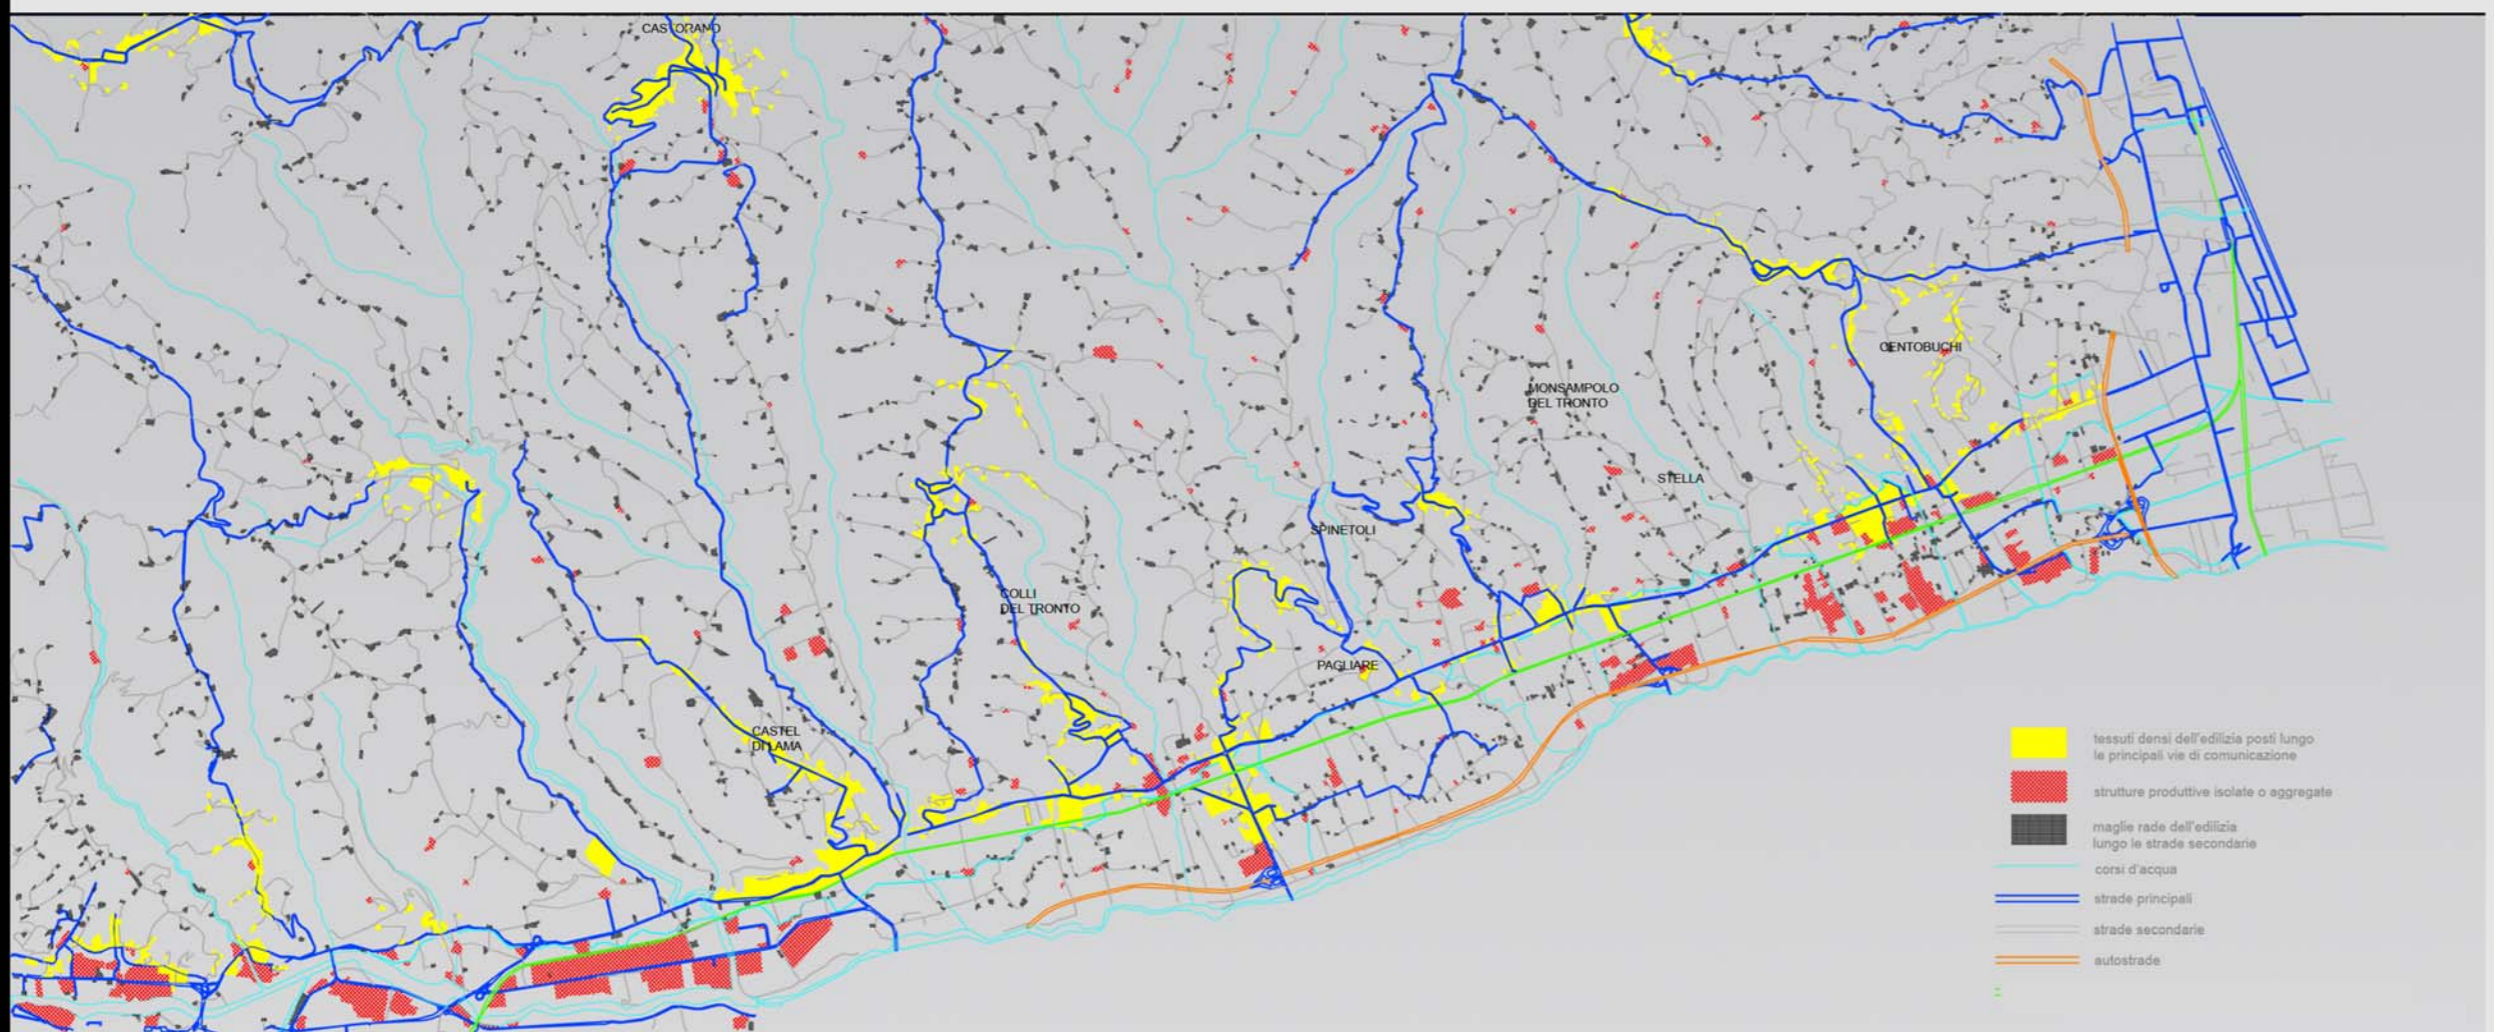 CASTORANO
CENTOBUCHI
MONSAMPOLO
DEL TRONTO
STELLA
SPINETOLI
COLLI
DEL TRONTO
PAGLIARE
CASTEL
DI LAMA
tessuti densi dell'edilizia posti lungo
le principali vie di comunicazione
strutture produttive isolate o aggregate
maglie rade dell'edilizia
lungo le strade secondarie
corsi d'acqua
strade principali
strade secondarie
autostrade